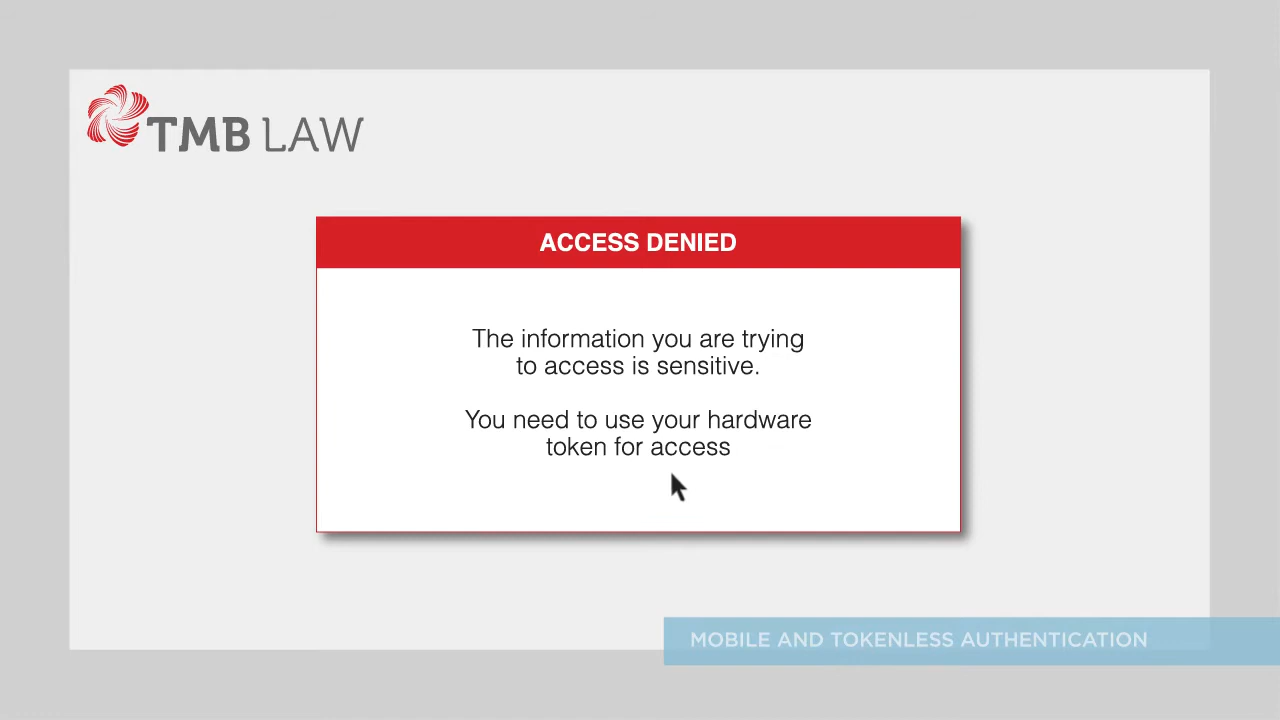 TMB LAW
ACCESS DENIED
The information you are trying
to access is sensitive.
You need to use your hardware
token for access
MOBILE AND TOKENLESS AUTHENTICATION